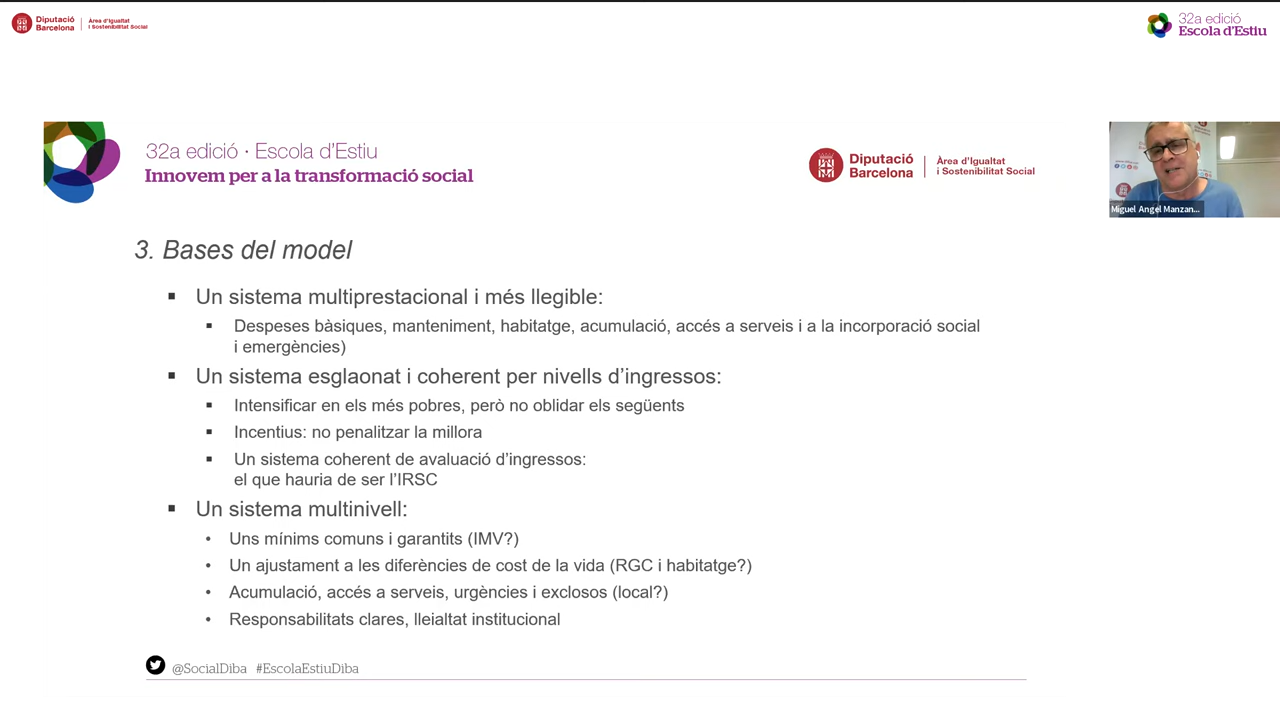 Diputació
Barcelona
Àrea d'Igualtat
i Sostenibilitat Social
32a edició
Escola d'Estiu
32a edició · Escola d'Estiu
Innovem per a la transformació social
Diputació
Barcelona
Àrea d'Igualtat
i Sostenibilitat Social
Miguel Angel Manzan...
3. Bases del model
▪ Un sistema multiprestacional i més llegible:
▪ Despeses bàsiques, manteniment, habitatge, acumulació, accés a serveis i a la incorporació social
i emergències)
▪ Un sistema esglaonat i coherent per nivells d'ingressos:
▪ Intensificar en els més pobres, però no oblidar els següents
▪ Incentius: no penalitzar la millora
▪ Un sistema coherent de avaluació d'ingressos:
el que hauria de ser l'IRSC
▪ Un sistema multinivell:
• Uns mínims comuns i garantits (IMV?)
• Un ajustament a les diferències de cost de la vida (RGC i habitatge?)
• Acumulació, accés a serveis, urgències i exclosos (local?)
• Responsabilitats clares, lleialtat institucional
@SocialDiba #EscolaEstiuDiba